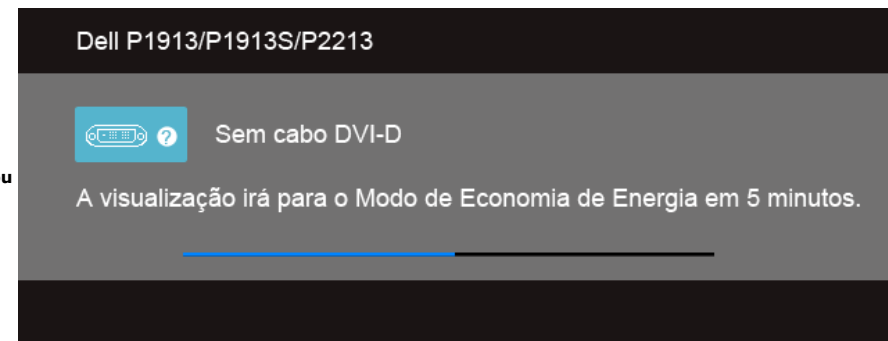 Dell P1913/P1913S/P2213
Sem cabo DVI-D
u
A visualização irá para o Modo de Economia de Energia em 5 minutos.